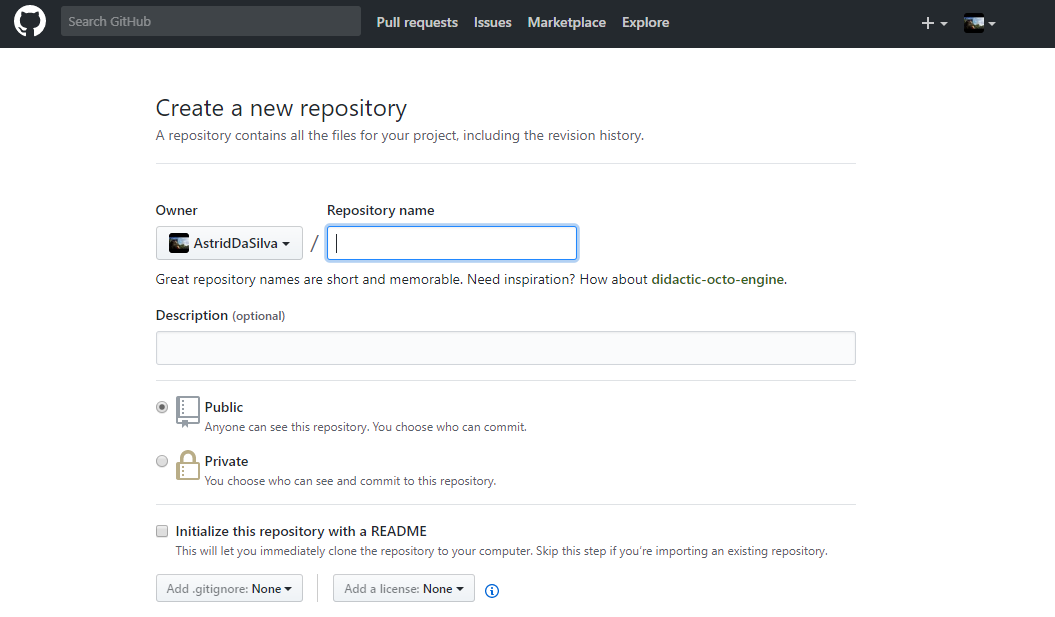 Search GitHub Pull requests Issues Marketplace Explore
Create a new repository
A repository contains all the files for your project, including the revision history.
Owner Repository name
AstridDaSilva /
Great repository names are short and memorable. Need inspiration? How about didactic-octo-engine.
Description (optional)
Public
Anyone can see this repository. You choose who can commit.
Private
You choose who can see and commit to this repository.
Initialize this repository with a README
This will let you immediately clone the repository to your computer. Skip this step if you're importing an existing repository.
Add .gitignore: None Add a license: None